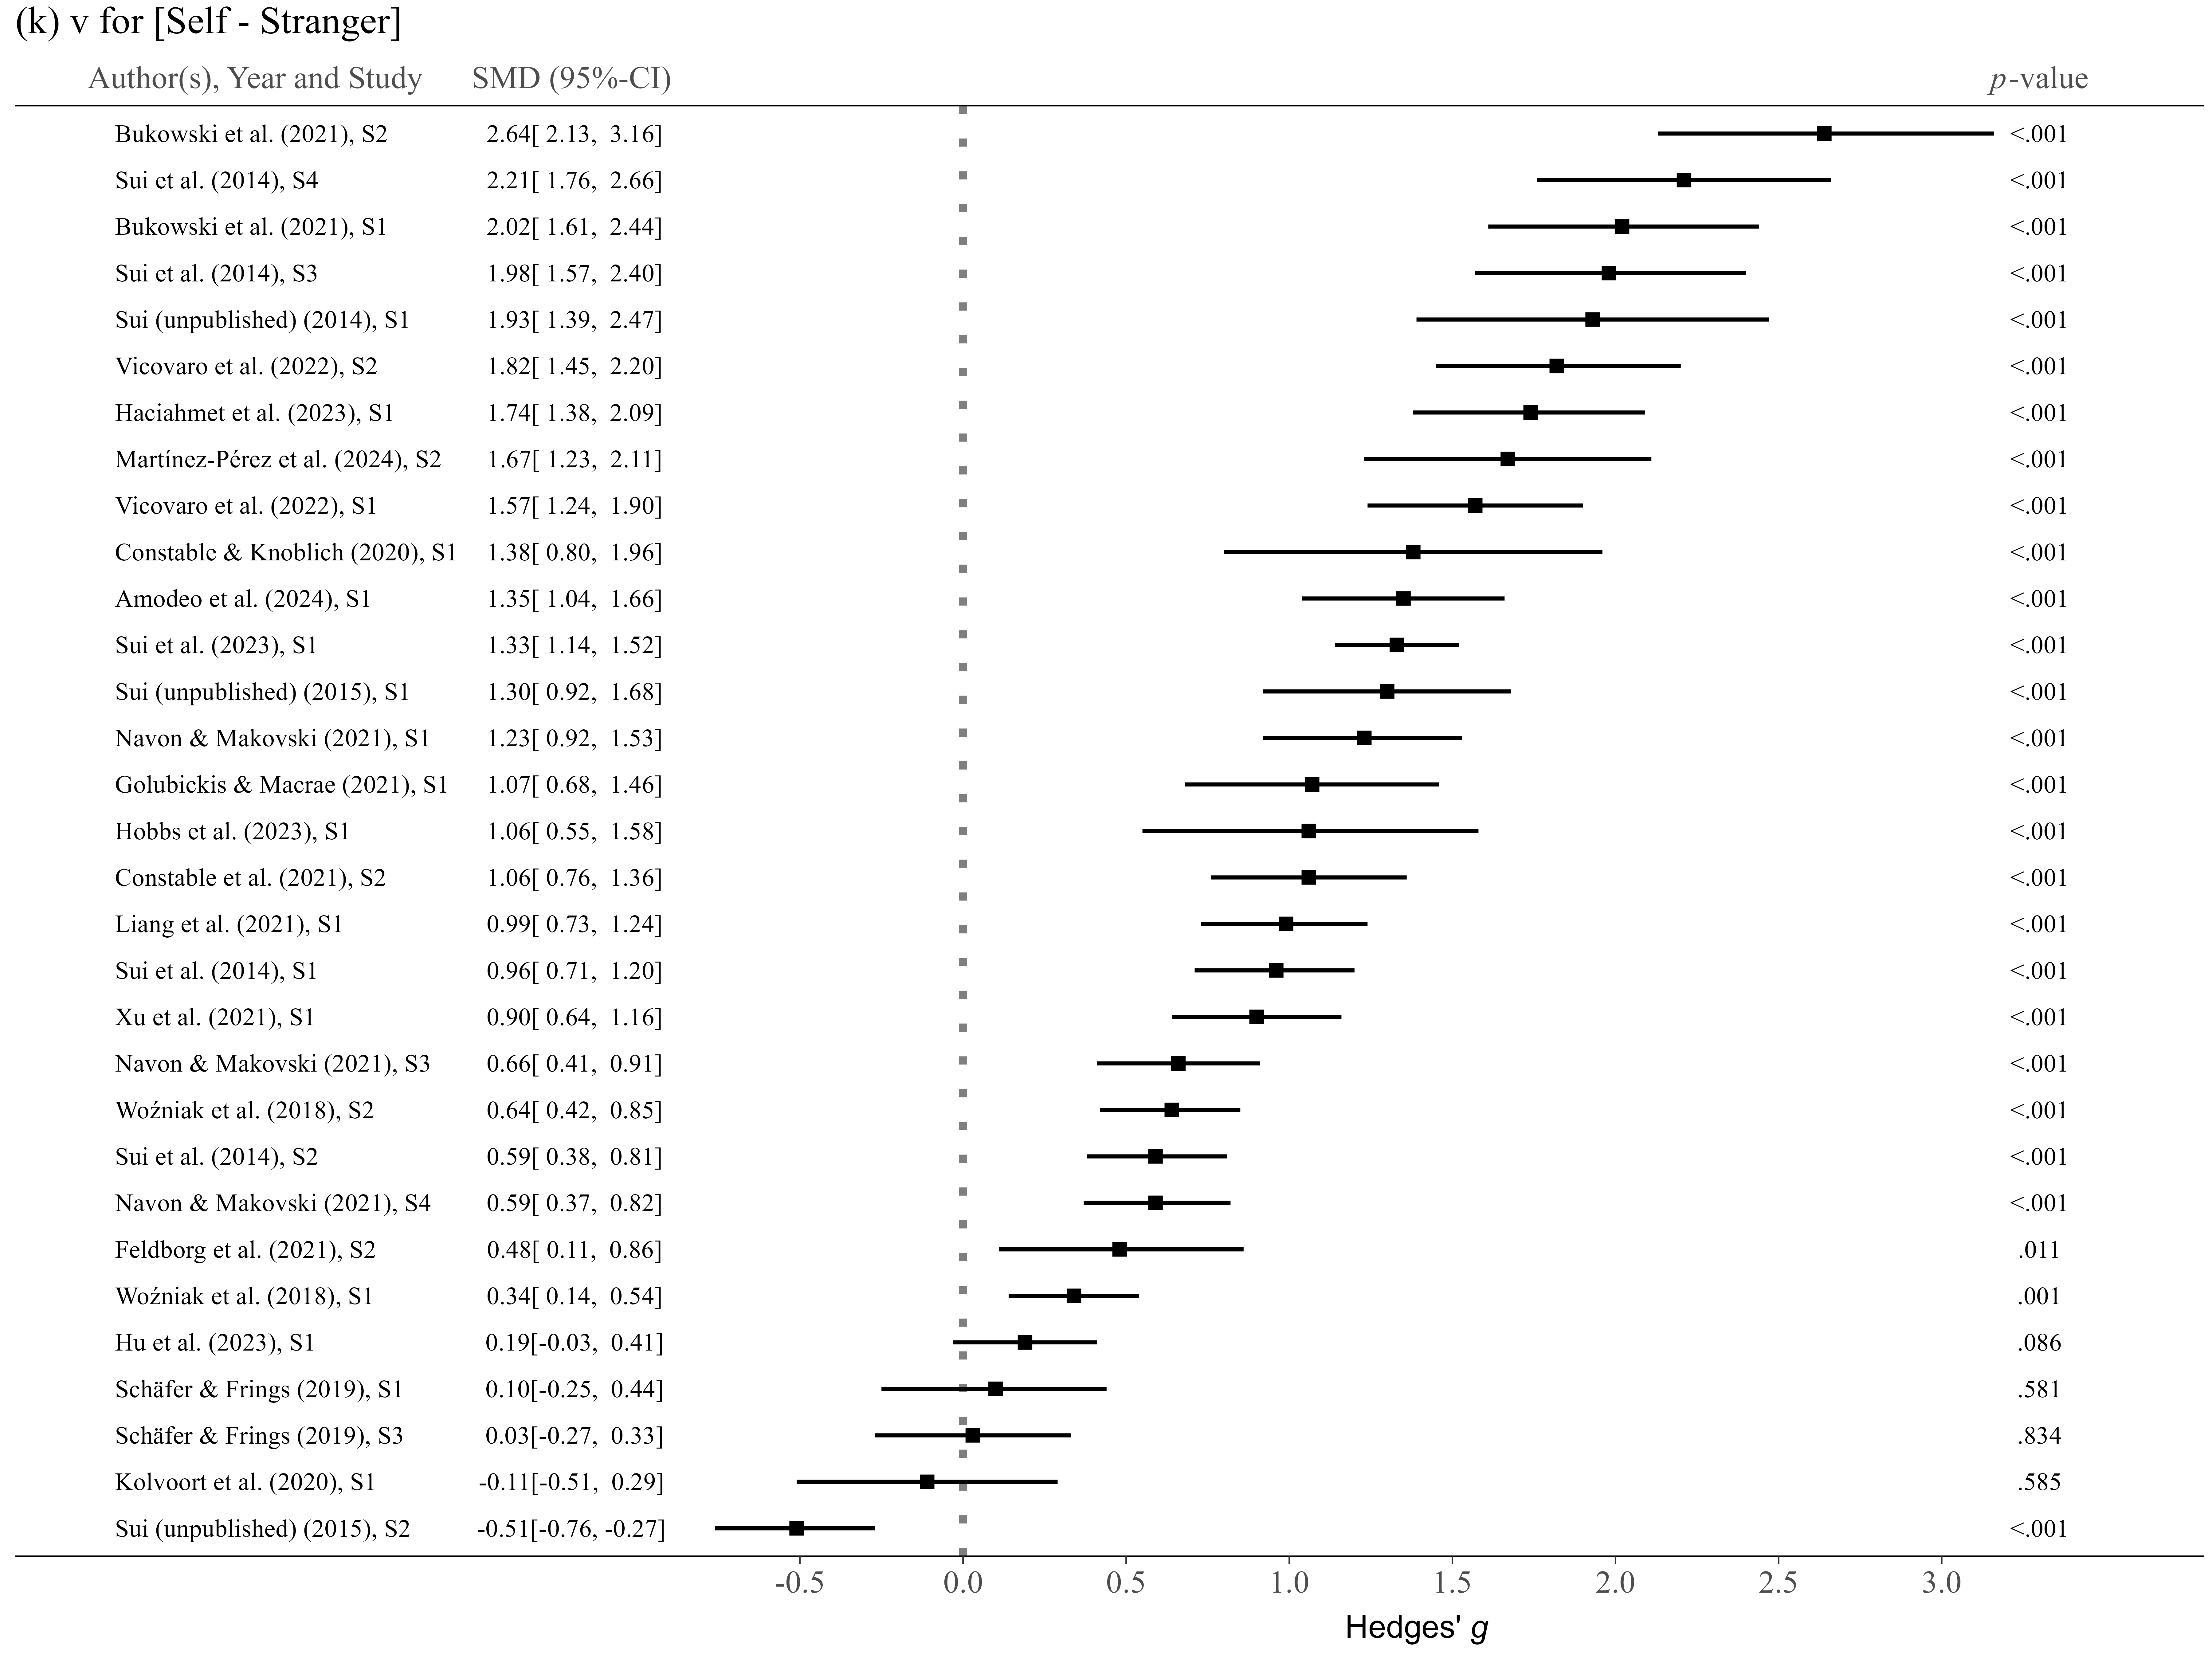 (k) v for [Self - Stranger]
Author(s), Year and Study SMD (95%-CI) p-value
Bukowski et al. (2021), S2 2.64[ 2.13, 3.16] <.001
Sui et al. (2014), S4 2.21[ 1.76, 2.66] <.001
Bukowski et al. (2021), S1 2.02[ 1.61, 2.44] <.001
Sui et al. (2014), S3 1.98[ 1.57, 2.40] <.001
Sui (unpublished) (2014), S1 1.93[ 1.39, 2.47] <.001
Vicovaro et al. (2022), S2 1.82[ 1.45, 2.20] <.001
Haciahmet et al. (2023), S1 1.74[ 1.38, 2.09] <.001
Martínez-Pérez et al. (2024), S2 1.67[ 1.23, 2.11] <.001
Vicovaro et al. (2022), S1 1.57[ 1.24, 1.90] <.001
Constable & Knoblich (2020), S1 1.38[ 0.80, 1.96] <.001
Amodeo et al. (2024), S1 1.35[ 1.04, 1.66] <.001
Sui et al. (2023), S1 1.33[ 1.14, 1.52] <.001
Sui (unpublished) (2015), S1 1.30[ 0.92, 1.68] <.001
Navon & Makovski (2021), S1 1.23[ 0.92, 1.53] <.001
Golubickis & Macrae (2021), S1 1.07[ 0.68, 1.46] <.001
Hobbs et al. (2023), S1 1.06[ 0.55, 1.58] <.001
Constable et al. (2021), S2 1.06[ 0.76, 1.36] <.001
Liang et al. (2021), S1 0.99[ 0.73, 1.24] <.001
Sui et al. (2014), S1 0.96[ 0.71, 1.20] <.001
Xu et al. (2021), S1 0.90[ 0.64, 1.16] <.001
Navon & Makovski (2021), S3 0.66[ 0.41, 0.91] <.001
Woźniak et al. (2018), S2 0.64[ 0.42, 0.85] <.001
Sui et al. (2014), S2 0.59[ 0.38, 0.81] <.001
Navon & Makovski (2021), S4 0.59[ 0.37, 0.82] <.001
Feldborg et al. (2021), S2 0.48[ 0.11, 0.86] .011
Woźniak et al. (2018), S1 0.34[ 0.14, 0.54] .001
Hu et al. (2023), S1 0.19[-0.03, 0.41] .086
Schäfer & Frings (2019), S1 0.10[-0.25, 0.44] .581
Schäfer & Frings (2019), S3 0.03[-0.27, 0.33] .834
Kolvoort et al. (2020), S1 -0.11[-0.51, 0.29] .585
Sui (unpublished) (2015), S2 -0.51[-0.76, -0.27] <.001
-0.5 0.0 0.5 1.0 1.5 2.0 2.5 3.0
Hedges' g